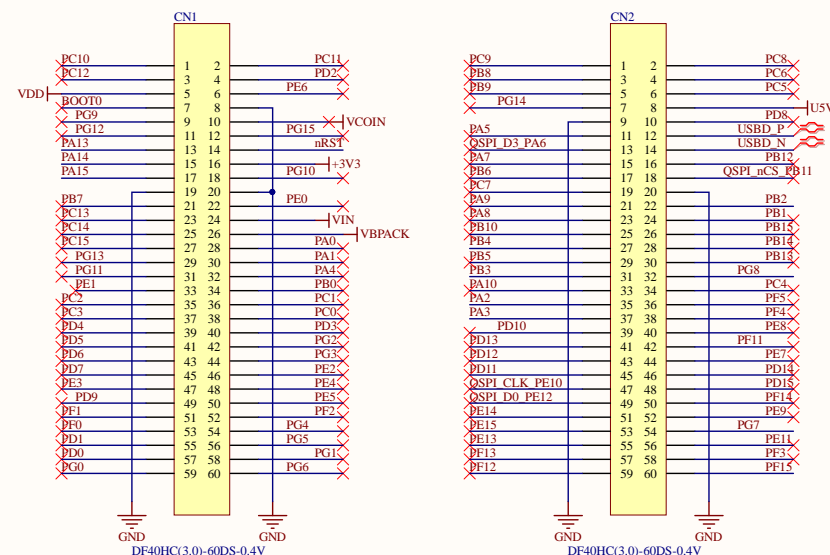 CN1 CN2
PC10 1 2 PC11 PC9 1 2 PC8
PC12 3 4 PD2 PB8 3 4 PC6
VDD 5 6 PE6 PB9 5 6 PC5
BOOT0 7 8 PG14 7 8 U5V
PG9 9 10 VCOIN 9 10 PD8
PG12 11 12 PG15 PA5 11 12 USBD_P
PA13 13 14 nRST QSPI_D3_PA6 13 14 USBD_N
PA14 15 16 +3V3 PA7 15 16 PB12
PA15 17 18 PG10 PB6 17 18 QSPI_nCS_PB11
19 20 PC7 19 20
PB7 21 22 PE0 PA9 21 22 PB2
PC13 23 24 VIN PA8 23 24 PB1
PC14 25 26 VBPACK PB10 25 26 PB15
PC15 27 28 PA0 PB4 27 28 PB14
PG13 29 30 PA1 PB5 29 30 PB13
PG11 31 32 PA4 PB3 31 32 PG8
PE1 33 34 PB0 PA10 33 34 PC4
PC2 35 36 PC1 PA2 35 36 PF5
PC3 37 38 PC0 PA3 37 38 PF4
PD4 39 40 PD3 PD10 39 40 PE8
PD5 41 42 PG2 PD13 41 42 PF11
PD6 43 44 PG3 PD12 43 44 PE7
PD7 45 46 PE2 PD11 45 46 PD14
PE3 47 48 PE4 QSPI_CLK_PE10 47 48 PD15
PD9 49 50 PE5 QSPI_D0_PE12 49 50 PF14
PF1 51 52 PF2 PE14 51 52 PE9
PF0 53 54 PG4 PE15 53 54 PG7
PD1 55 56 PG5 PE13 55 56 PE11
PD0 57 58 PG1 PF13 57 58 PF3
PG0 59 60 PG6 PF12 59 60 PF15
GND GND GND GND
DF40HC(3.0)-60DS-0.4V DF40HC(3.0)-60DS-0.4V